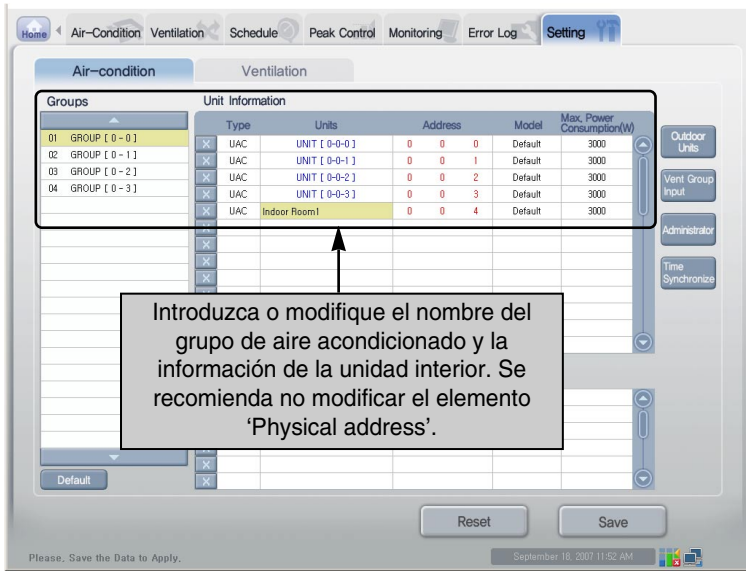 Home Air-Condition Ventilation Schedule Peak Control Monitoring Error Log Setting
Air-condition Ventilation
Groups
01 GROUP [ 0 - 0 ]
02 GROUP [ 0 - 1 ]
03 GROUP [ 0 - 2 ]
04 GROUP [ 0 - 3 ]
Default
Unit Information
Type Units Address Model Max. Power Consumption(W)
X UAC UNIT [ 0-0-0 ] 0 0 0 Default 3000
X UAC UNIT [ 0-0-1 ] 0 0 1 Default 3000
X UAC UNIT [ 0-0-2 ] 0 0 2 Default 3000
X UAC UNIT [ 0-0-3 ] 0 0 3 Default 3000
X UAC Indoor Room1 0 0 4 Default 3000
X
X
X
X
X
X
Outdoor
Units
Vent Group
Input
Administrator
Time
Synchronize
Introduzca o modifique el nombre del
grupo de aire acondicionado y la
información de la unidad interior. Se
recomienda no modificar el elemento
‘Physical address’.
Reset Save
Please, Save the Data to Apply.
September 18, 2007 11:52 AM